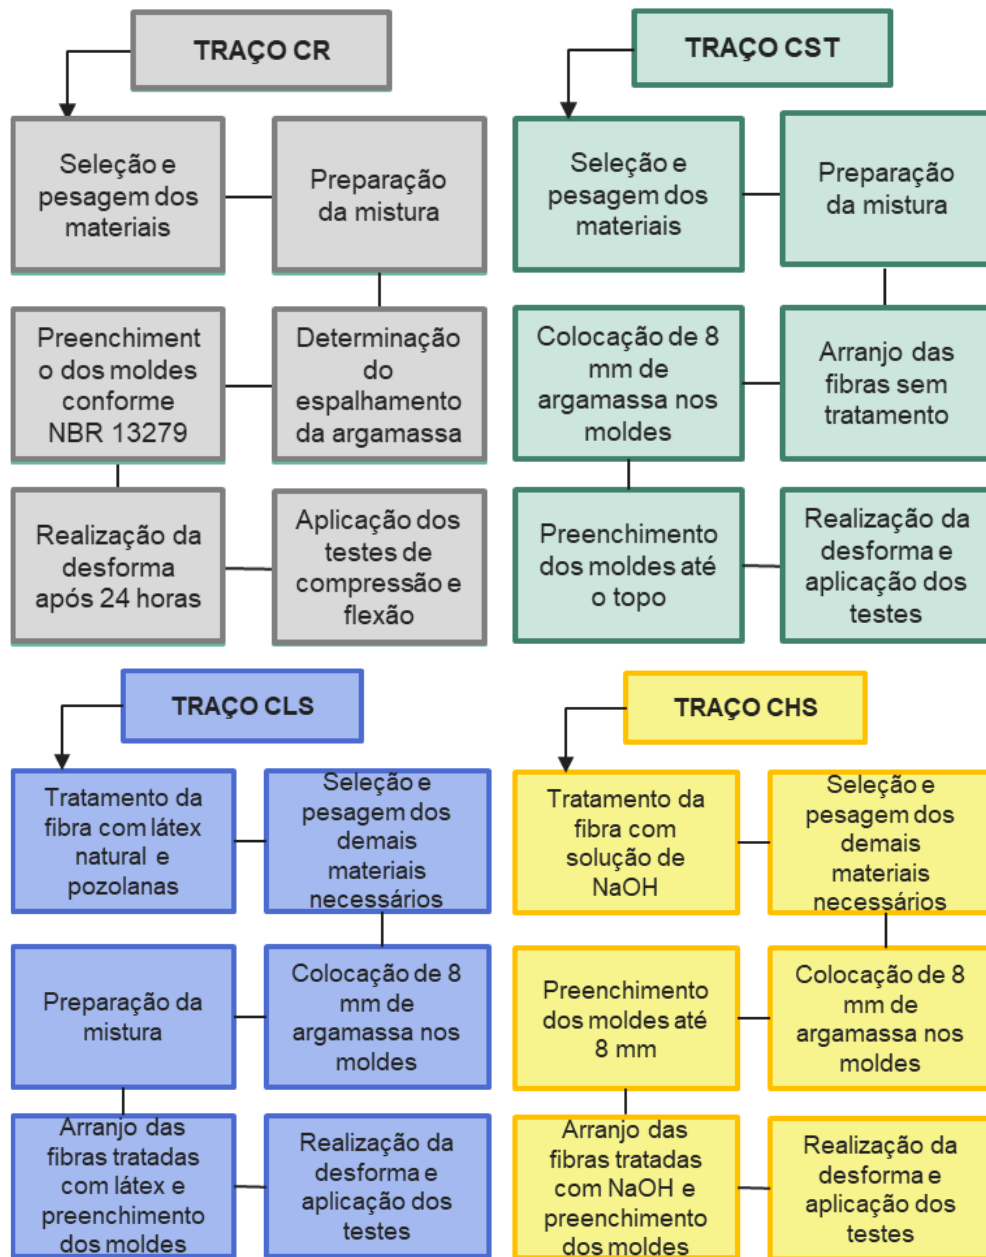 TRAÇO CR
Seleção e
pesagem dos
materiais
Preparação
da mistura
Determinação
do
espalhamento
da argamassa
Preenchiment
o dos moldes
conforme
NBR 13279
Realização da
desforma
após 24 horas
Aplicação dos
testes de
compressão e
flexão
TRAÇO CST
Seleção e
pesagem dos
materiais
Preparação
da mistura
Arranjo das
fibras sem
tratamento
Colocação de 8
mm de
argamassa nos
moldes
Preenchimento
dos moldes até
o topo
Realização da
desforma e
aplicação dos
testes
TRAÇO CLS
Tratamento da
fibra com látex
natural e
pozolanas
Seleção e
pesagem dos
demais
materiais
necessários
Colocação de 8
mm de
argamassa nos
moldes
Preparação da
mistura
Arranjo das
fibras tratadas
com látex e
preenchimento
dos moldes
Realização da
desforma e
aplicação dos
testes
TRAÇO CHS
Tratamento da
fibra com
solução de
NaOH
Seleção e
pesagem dos
demais
materiais
necessários
Colocação de 8
mm de
argamassa nos
moldes
Preenchimento
dos moldes até
8 mm
Arranjo das
fibras tratadas
com NaOH e
preenchimento
dos moldes
Realização da
desforma e
aplicação dos
testes